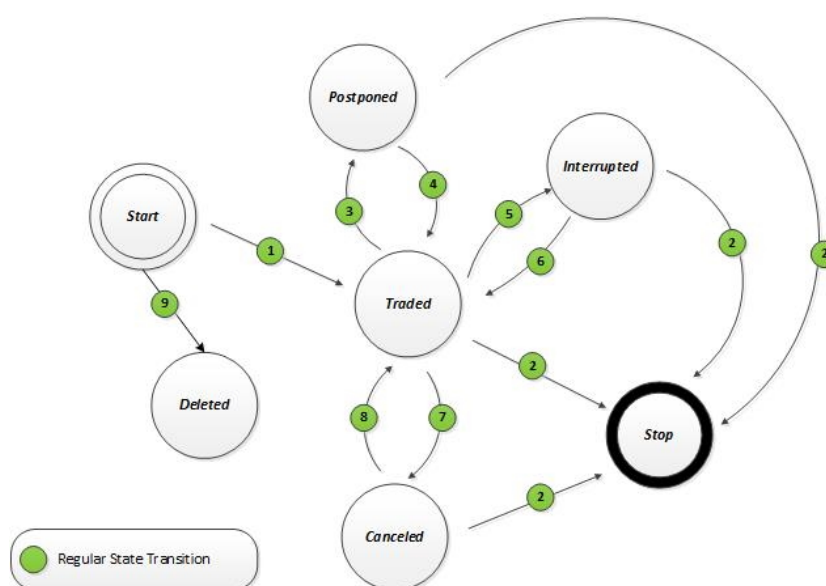 Postponed
Interrupted
Start
4
3
5
2
1
6
2
Traded
9
2
Deleted
8
7
Stop
2
Canceled
Regular State Transition